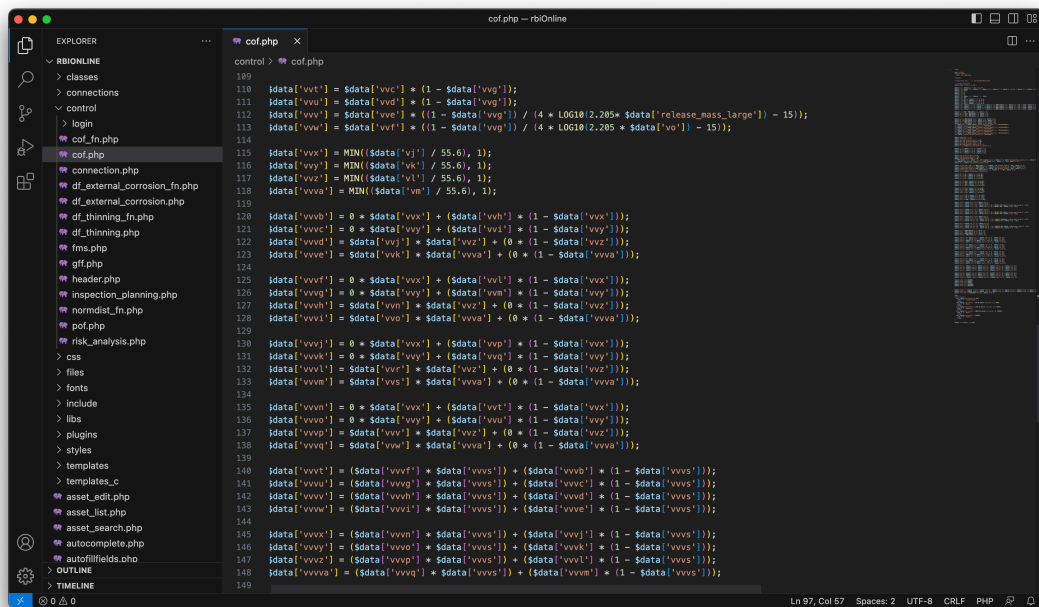 cof.php — rbiOnline
EXPLORER
RBIONLINE
classes
connections
control
login
cof_fn.php
cof.php
connection.php
df_external_corrosion_fn.php
df_external_corrosion.php
df_thinning_fn.php
df_thinning.php
fms.php
gff.php
header.php
inspection_planning.php
normdist_fn.php
pof.php
risk_analysis.php
css
files
fonts
include
libs
plugins
styles
templates
templates_c
asset_edit.php
asset_list.php
asset_search.php
autocomplete.php
autofillfields.php
OUTLINE
TIMELINE
cof.php
control > cof.php
109
110 $data['vvt'] = $data['vvc'] * (1 - $data['vvg']);
111 $data['vvu'] = $data['vvd'] * (1 - $data['vvg']);
112 $data['vvv'] = $data['vve'] * ((1 - $data['vvg']) / (4 * LOG10(2.205* $data['release_mass_large']) - 15));
113 $data['vvw'] = $data['vvf'] * ((1 - $data['vvg']) / (4 * LOG10(2.205* $data['vo']) - 15));
114
115 $data['vvx'] = MIN(($data['vj'] / 55.6), 1);
116 $data['vvy'] = MIN(($data['vk'] / 55.6), 1);
117 $data['vvz'] = MIN(($data['vl'] / 55.6), 1);
118 $data['vvva'] = MIN(($data['vm'] / 55.6), 1);
119
120 $data['vvvb'] = 0 * $data['vvx'] + ($data['vvh'] * (1 - $data['vvx']));
121 $data['vvvc'] = 0 * $data['vvy'] + ($data['vvi'] * (1 - $data['vvy']));
122 $data['vvvd'] = $data['vvj'] * $data['vvz'] + (0 * (1 - $data['vvz']));
123 $data['vvve'] = $data['vvk'] * $data['vvva'] + (0 * (1 - $data['vvva']));
124
125 $data['vvvf'] = 0 * $data['vvx'] + ($data['vvl'] * (1 - $data['vvx']));
126 $data['vvvg'] = 0 * $data['vvy'] + ($data['vvm'] * (1 - $data['vvy']));
127 $data['vvvh'] = $data['vvn'] * $data['vvz'] + (0 * (1 - $data['vvz']));
128 $data['vvvi'] = $data['vvo'] * $data['vvva'] + (0 * (1 - $data['vvva']));
129
130 $data['vvvj'] = 0 * $data['vvx'] + ($data['vvp'] * (1 - $data['vvx']));
131 $data['vvvk'] = 0 * $data['vvy'] + ($data['vvq'] * (1 - $data['vvy']));
132 $data['vvvl'] = $data['vvr'] * $data['vvz'] + (0 * (1 - $data['vvz']));
133 $data['vvvm'] = $data['vvs'] * $data['vvva'] + (0 * (1 - $data['vvva']));
134
135 $data['vvvn'] = 0 * $data['vvx'] + ($data['vvt'] * (1 - $data['vvx']));
136 $data['vvvo'] = 0 * $data['vvy'] + ($data['vvu'] * (1 - $data['vvy']));
137 $data['vvvp'] = $data['vvv'] * $data['vvz'] + (0 * (1 - $data['vvz']));
138 $data['vvvq'] = $data['vvw'] * $data['vvva'] + (0 * (1 - $data['vvva']));
139
140 $data['vvvt'] = ($data['vvvf'] * $data['vvvs']) + ($data['vvvb'] * (1 - $data['vvvs']));
141 $data['vvvu'] = ($data['vvvg'] * $data['vvvs']) + ($data['vvvc'] * (1 - $data['vvvs']));
142 $data['vvvv'] = ($data['vvvh'] * $data['vvvs']) + ($data['vvvd'] * (1 - $data['vvvs']));
143 $data['vvvw'] = ($data['vvvi'] * $data['vvvs']) + ($data['vvve'] * (1 - $data['vvvs']));
144
145 $data['vvvx'] = ($data['vvvn'] * $data['vvvs']) + ($data['vvvj'] * (1 - $data['vvvs']));
146 $data['vvvy'] = ($data['vvvo'] * $data['vvvs']) + ($data['vvvk'] * (1 - $data['vvvs']));
147 $data['vvvz'] = ($data['vvvp'] * $data['vvvs']) + ($data['vvvl'] * (1 - $data['vvvs']));
148 $data['vvvva'] = ($data['vvvq'] * $data['vvvs']) + ($data['vvvm'] * (1 - $data['vvvs']));
149
0 0
Ln 97, Col 57 Spaces: 2 UTF-8 CRLF PHP